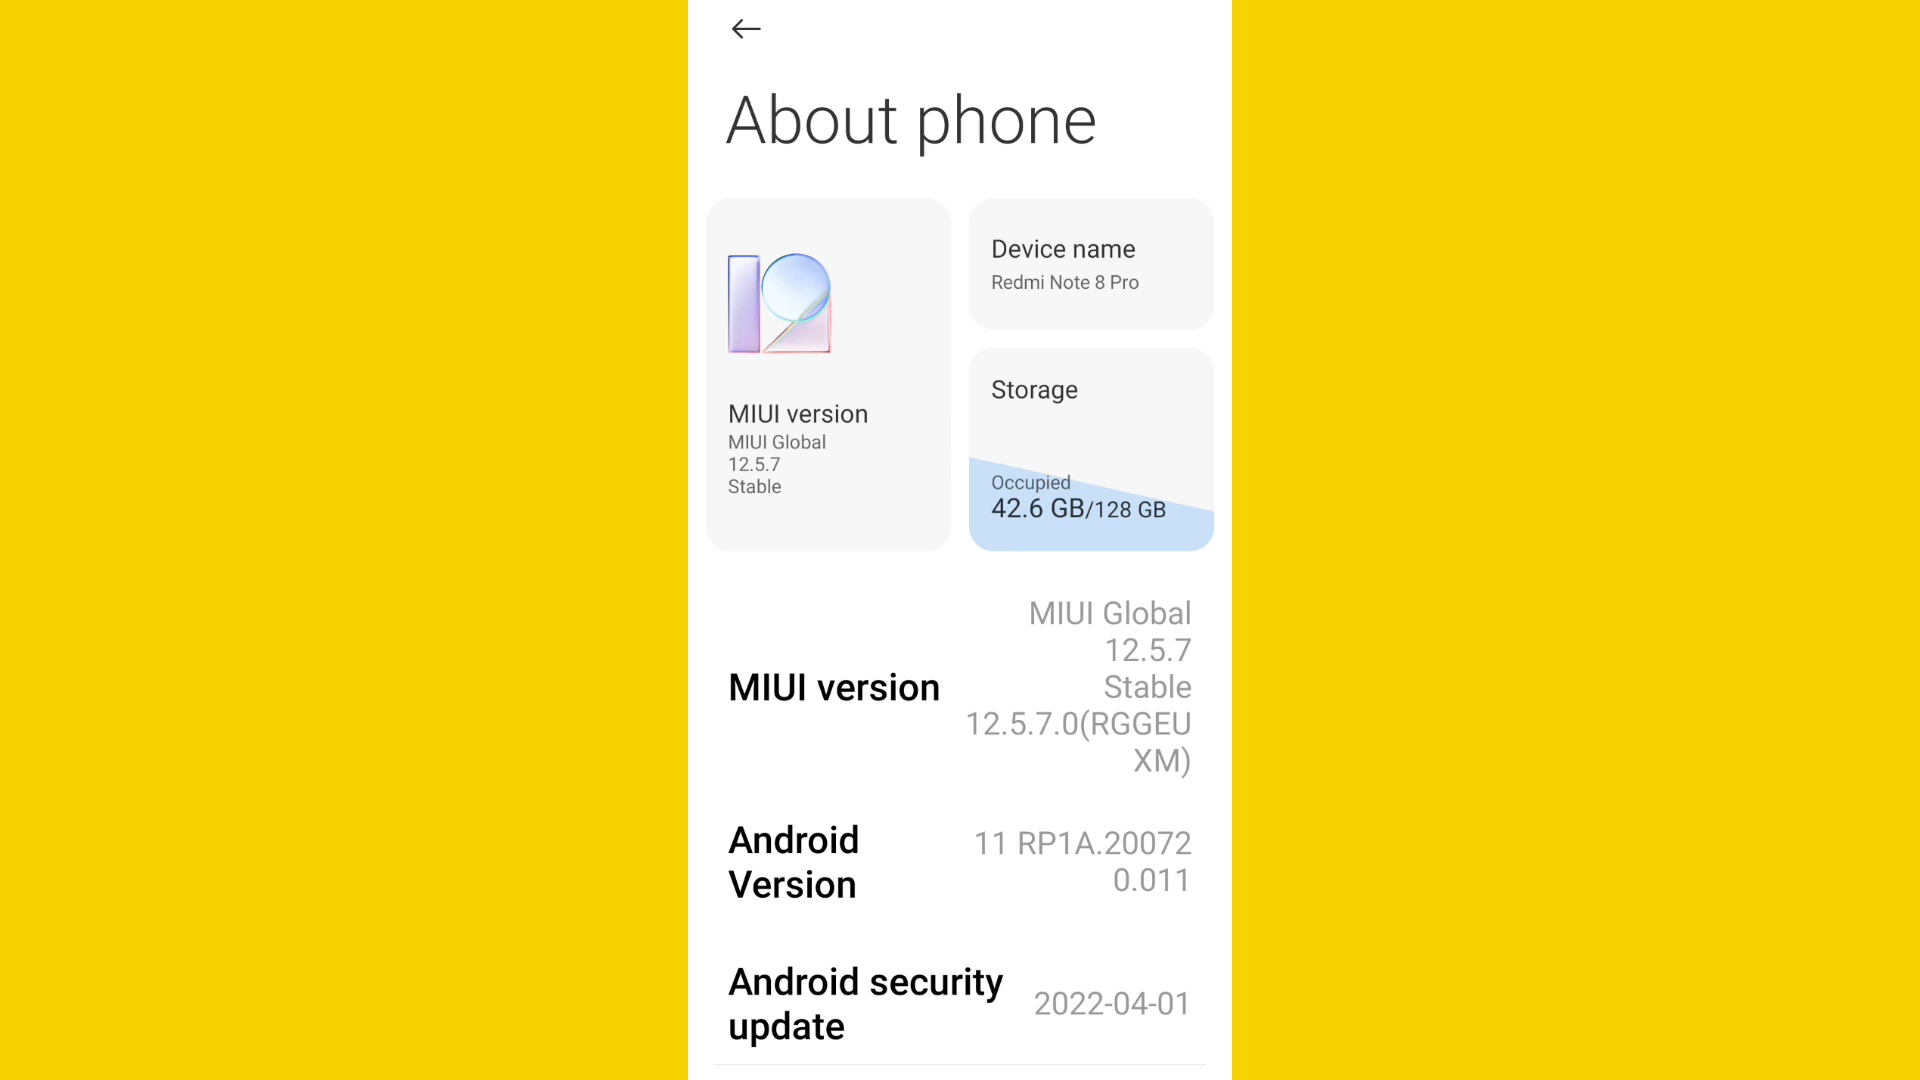 About phone
MIUI version
MIUI Global
12.5.7
Stable
Device name
Redmi Note 8 Pro
Storage
Occupied
42.6 GB/128 GB
MIUI version
MIUI Global
12.5.7
Stable
12.5.7.0(RGGEU
XM)
Android
Version
11 RP1A.20072
0.011
Android security
update
2022-04-01